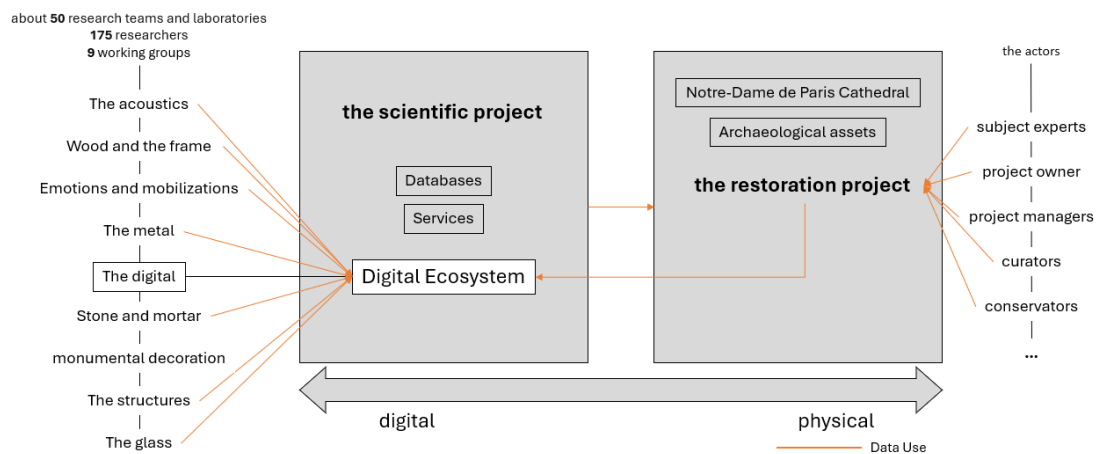 about 50 research teams and laboratories
175 researchers
9 working groups
The acoustics
Wood and the frame
Emotions and mobilizations
The metal
The digital
Stone and mortar
monumental decoration
The structures
The glass
the scientific project
Databases
Services
Digital Ecosystem
Notre-Dame de Paris Cathedral
Archaeological assets
the restoration project
the actors
subject experts
project owner
project managers
curators
conservators
...
digital
physical
Data Use